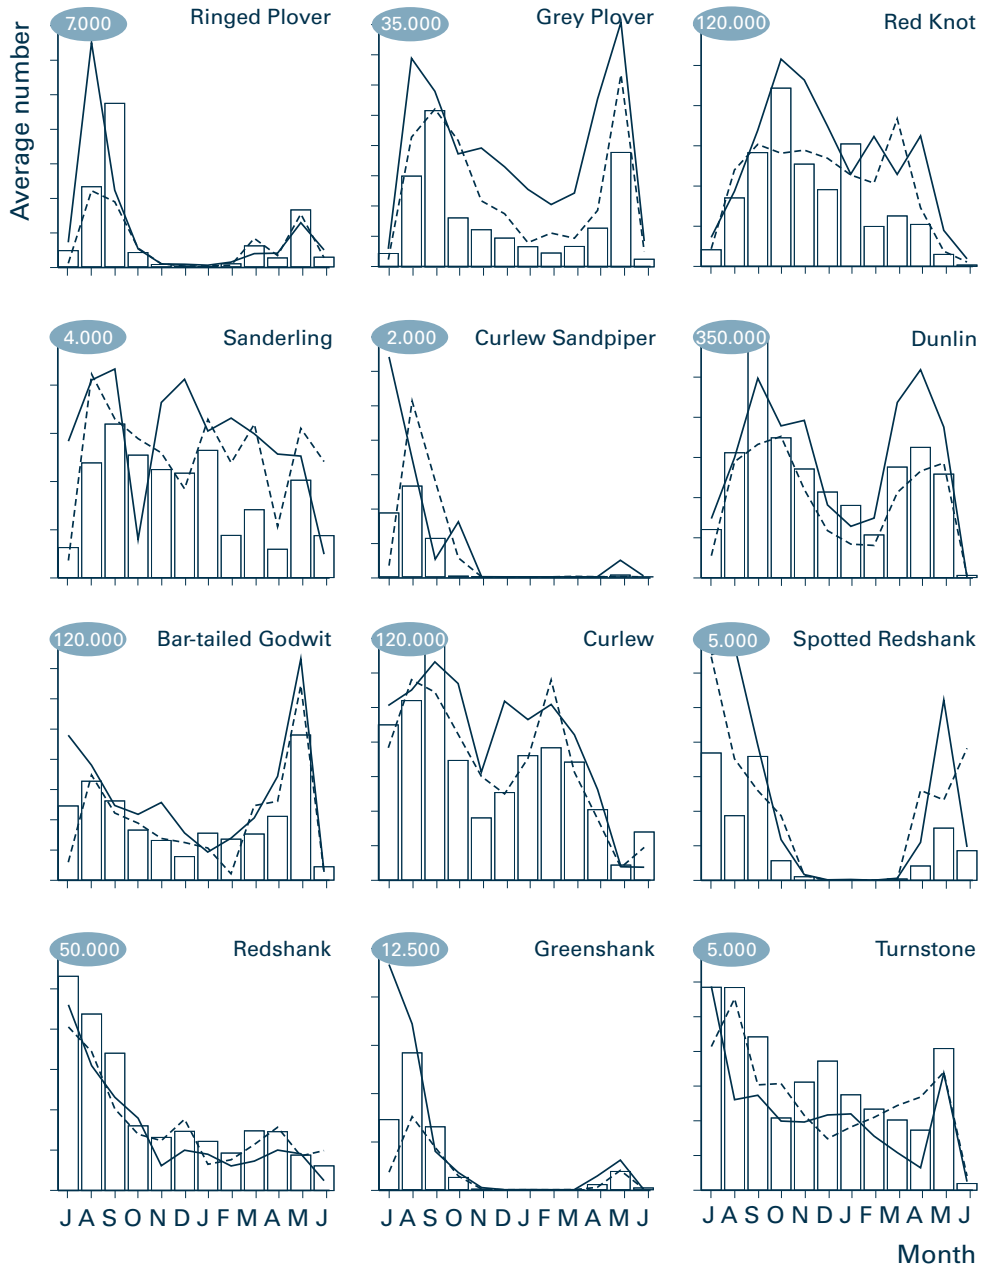 Average number
7.000
Ringed Plover
35.000
Grey Plover
120.000
Red Knot
4.000
Sanderling
2.000
Curlew Sandpiper
350.000
Dunlin
120.000
Bar-tailed Godwit
120.000
Curlew
5.000
Spotted Redshank
50.000
Redshank
12.500
Greenshank
5.000
Turnstone
J A S O N D J F M A M J
J A S O N D J F M A M J
J A S O N D J F M A M J
Month